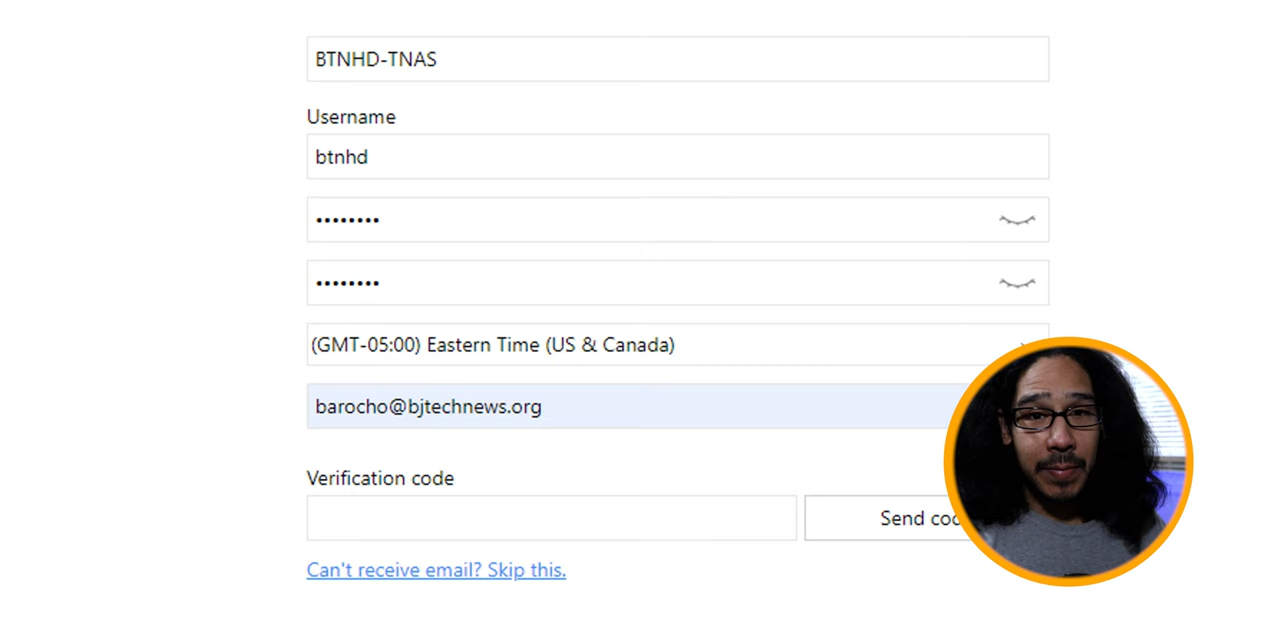 BTNHD-TNAS
Username
btnhd
••••••••
••••••••
(GMT-05:00) Eastern Time (US & Canada)
barocho@bjtechnews.org
Verification code
Send
Can't receive email? Skip this.